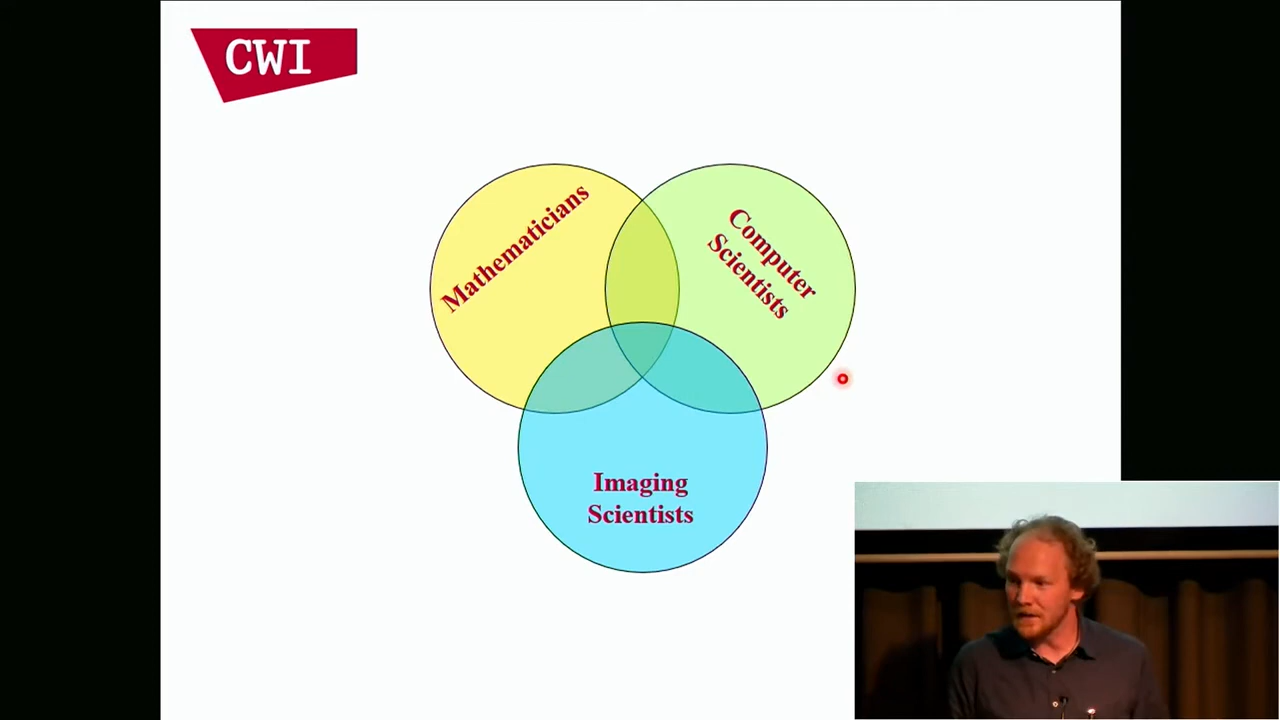 CWI
Mathematicians
Computer
Scientists
Imaging
Scientists